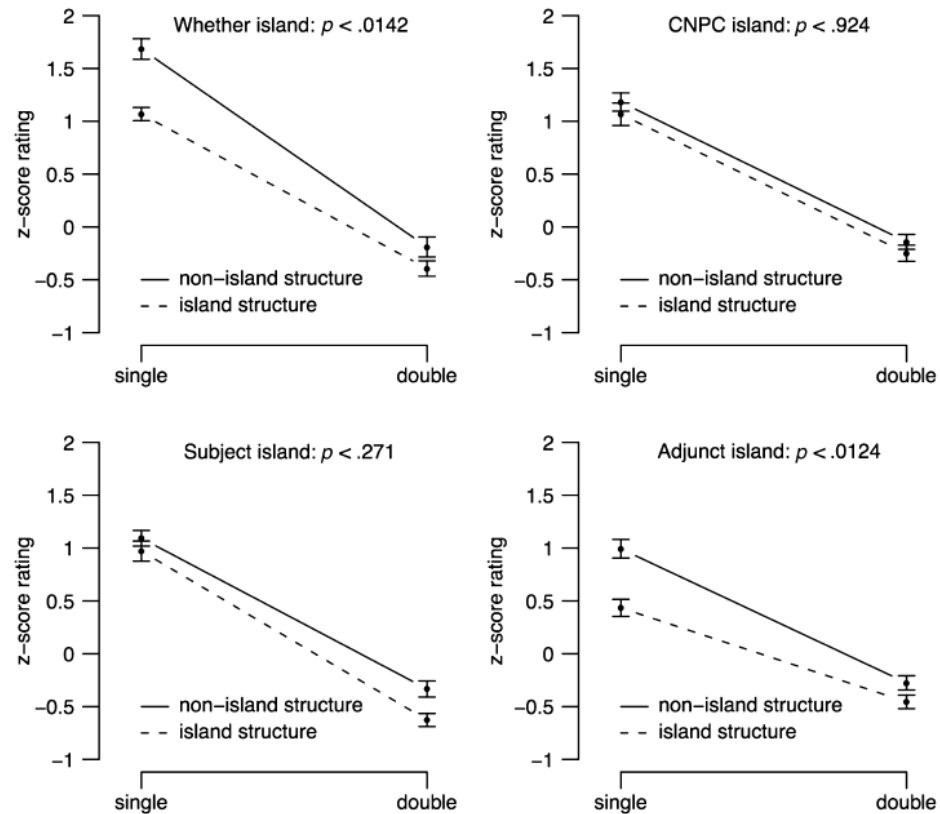 Whether island: p < .0142
2
1.5
1
0.5
0
−0.5
−1
z−score rating
non−island structure
island structure
single
double
CNPC island: p < .924
2
1.5
1
0.5
0
−0.5
−1
z−score rating
non−island structure
island structure
single
double
Subject island: p < .271
2
1.5
1
0.5
0
−0.5
−1
z−score rating
non−island structure
island structure
single
double
Adjunct island: p < .0124
2
1.5
1
0.5
0
−0.5
−1
z−score rating
non−island structure
island structure
single
double